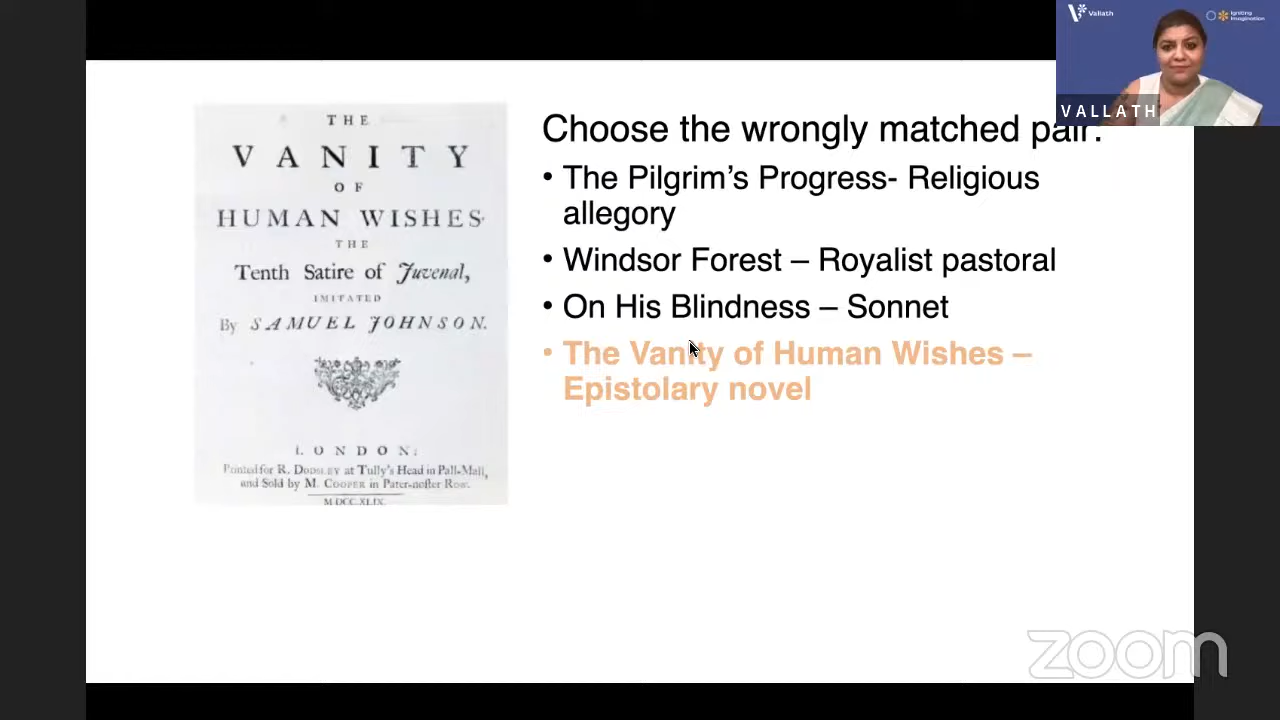 Vallath
Igniting
Imagination
VALLATH
THE
VANITY
OF
HUMAN WISHES.
THE
Tenth Satire of Juvenal,
IMITATED
By SAMUEL JOHNSON.
LONDON:
Printed for R. DODSLEY at Tully's Head in Pall-Mall,
and Sold by M. COOPER in Pater-noster Row.
MDCC.XLIX.
Choose the wrongly matched pair:
• The Pilgrim’s Progress- Religious
allegory
• Windsor Forest – Royalist pastoral
• On His Blindness – Sonnet
• The Vanity of Human Wishes –
Epistolary novel
zoom